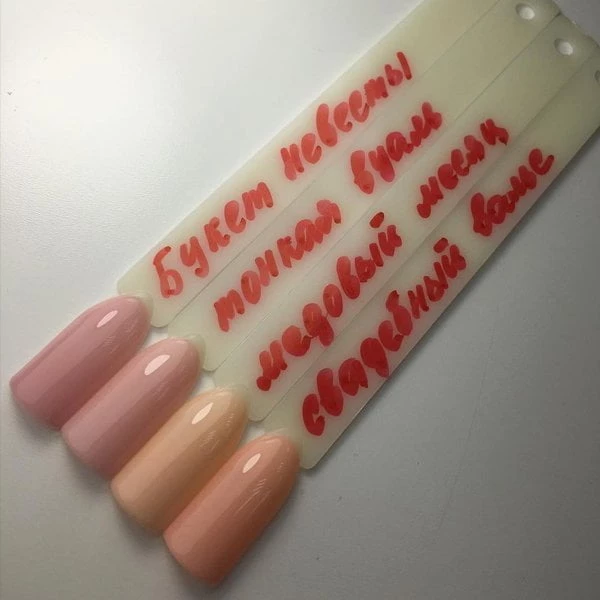 Букет невесты
тонкая вуаль
медовый месяц
свадебный вальс